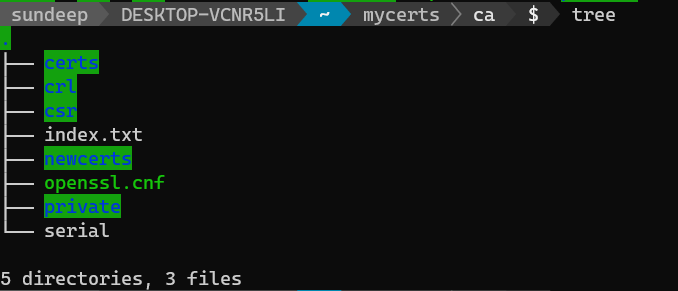 sundeep DESKTOP-VCNR5LI ~ mycerts ca $ tree
.
├── certs
├── crl
├── csr
├── index.txt
├── newcerts
├── openssl.cnf
├── private
└── serial
5 directories, 3 files